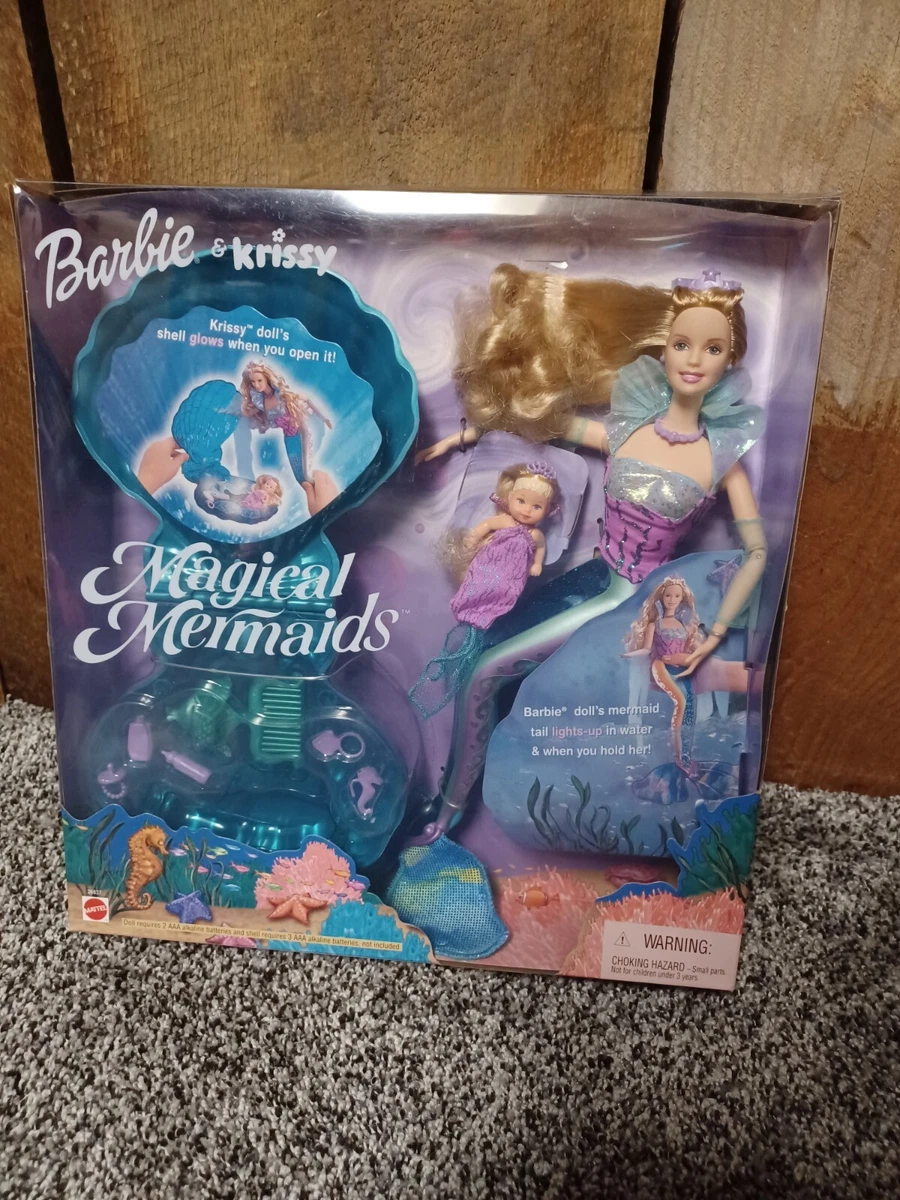 Barbie® & Krissy
Krissy™ doll's
shell glows when you open it!
Magical
Mermaids™
Barbie® doll's mermaid
tail lights-up in water
& when you hold her!
MATTEL
Doll requires 2 AAA alkaline batteries and shell requires 3 AAA alkaline batteries, not included
⚠ WARNING:
CHOKING HAZARD – Small parts
Not for children under 3 years